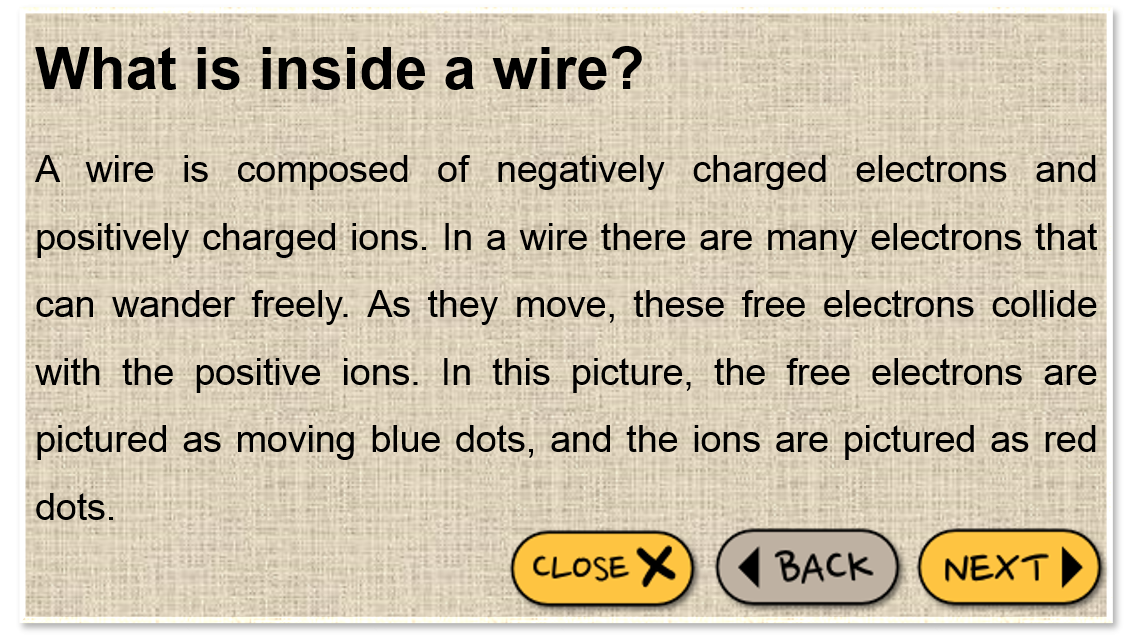 What is inside a wire?
A wire is composed of negatively charged electrons and
positively charged ions. In a wire there are many electrons that
can wander freely. As they move, these free electrons collide
with the positive ions. In this picture, the free electrons are
pictured as moving blue dots, and the ions are pictured as red
dots.
CLOSE X
BACK
NEXT